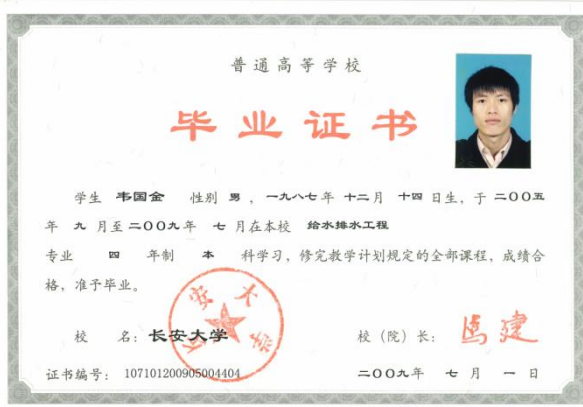 普通高等学校
毕业证书
学生 韦国金 性别 男 ，一九八七年 十二月 十四日生，于 二〇〇五
年 九 月至二〇〇九年 七 月在本校 给水排水工程
专业 四 年制 本 科学习，修完教学计划规定的全部课程，成绩合
格，准予毕业。
校 名：长安大学
校（院）长：马建
长安大学
证书编号： 107101200905004404
二〇〇九年 七 月 一 日